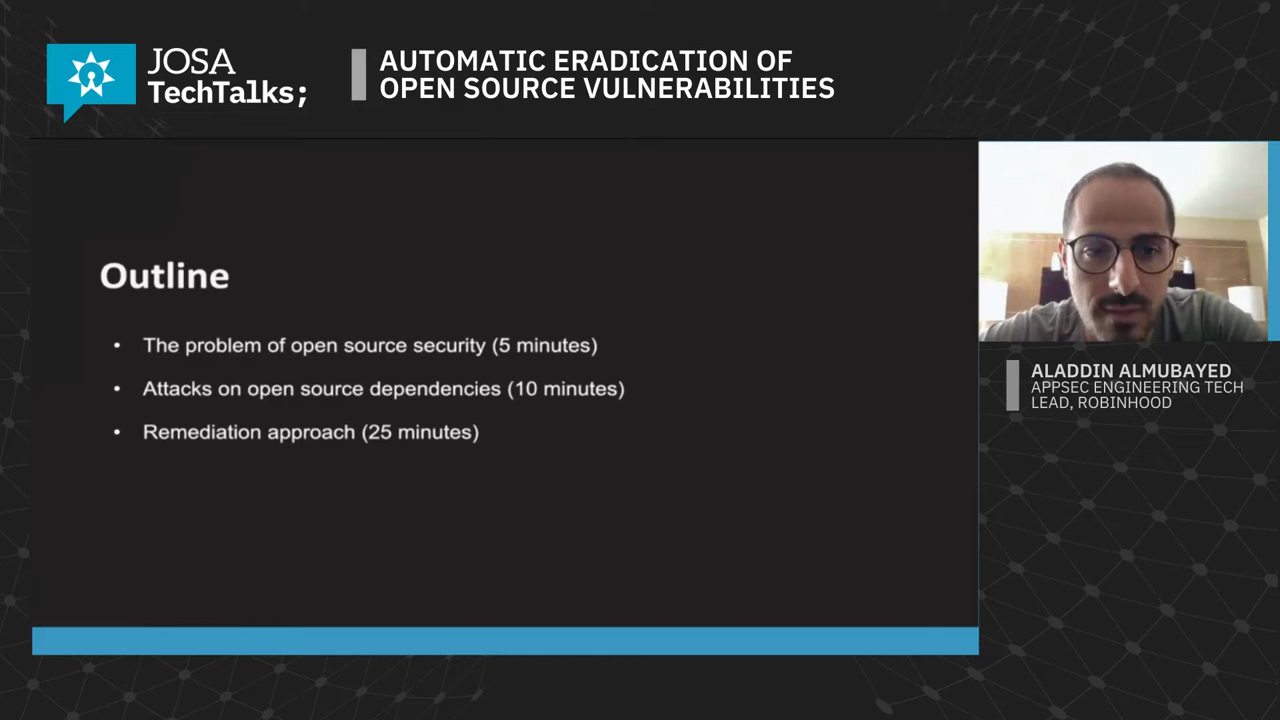 JOSA
TechTalks;
AUTOMATIC ERADICATION OF
OPEN SOURCE VULNERABILITIES
Outline
• The problem of open source security (5 minutes)
• Attacks on open source dependencies (10 minutes)
• Remediation approach (25 minutes)
ALADDIN ALMUBAYED
APPSEC ENGINEERING TECH
LEAD, ROBINHOOD